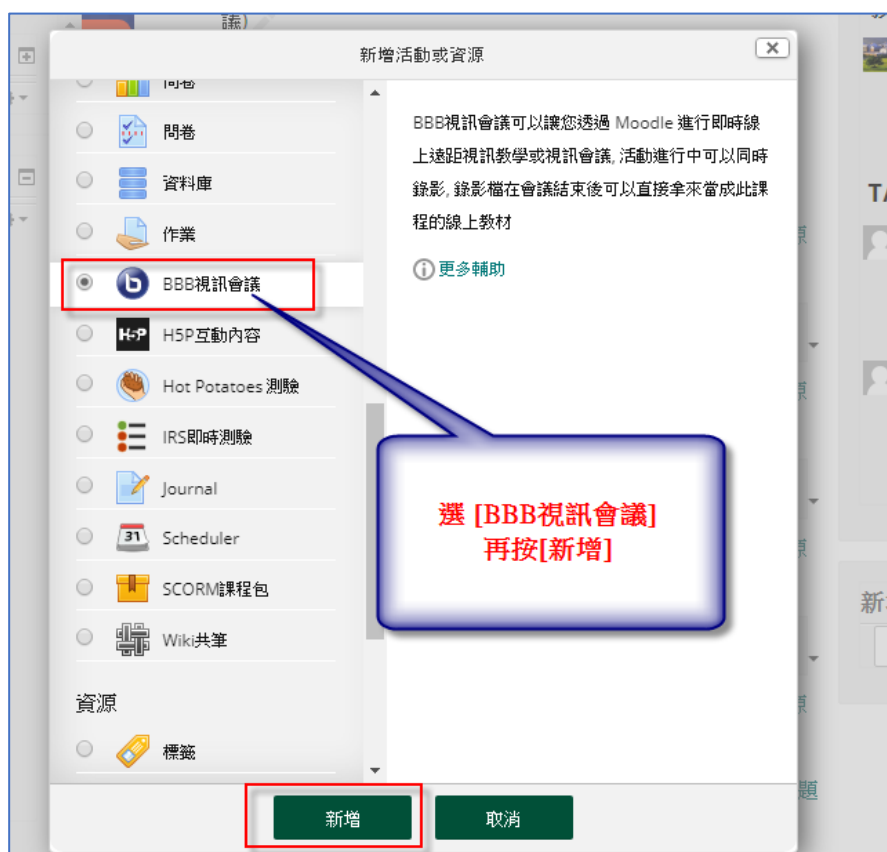 議)
新增活動或資源
問卷
問卷
資料庫
作業
BBB視訊會議
H5P H5P互動內容
Hot Potatoes 測驗
IRS即時測驗
Journal
31 Scheduler
SCORM課程包
Wiki共筆
資源
標籤
BBB視訊會議可以讓您透過 Moodle 進行即時線
上遠距視訊教學或視訊會議, 活動進行中可以同時
錄影, 錄影檔在會議結束後可以直接拿來當成此課
程的線上教材
更多輔助
選 [BBB視訊會議]
再按[新增]
新增
取消
TA
新
題